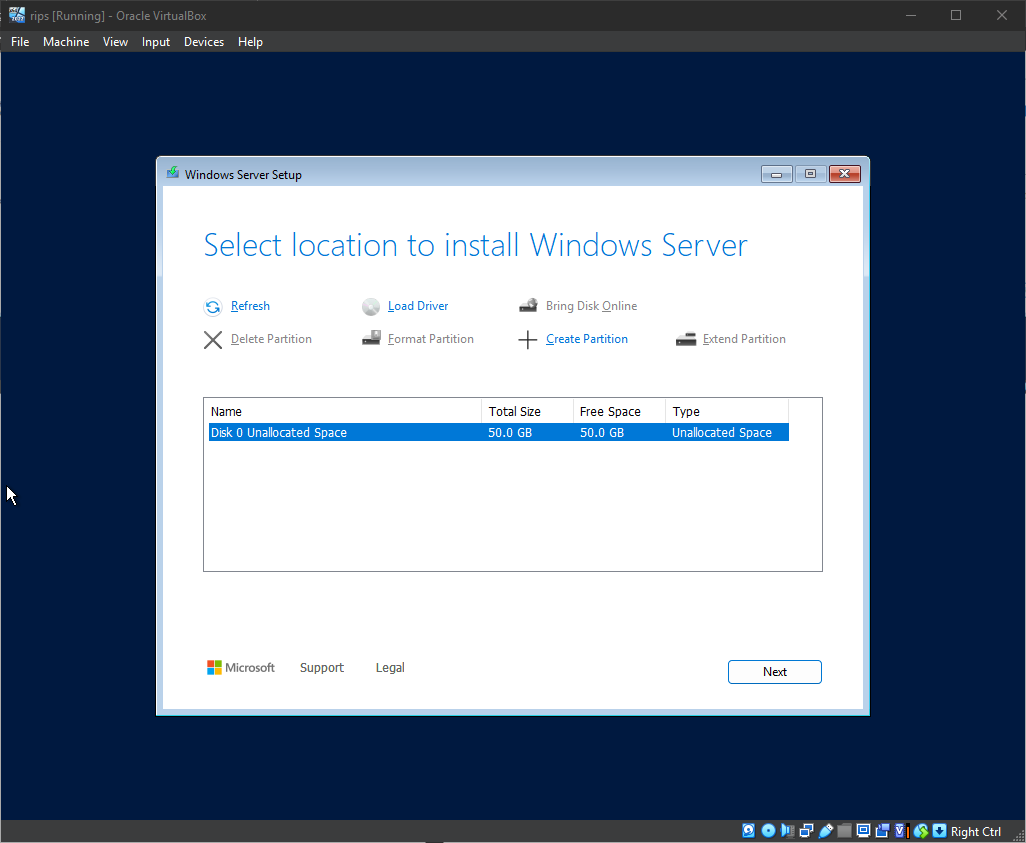 rips [Running] - Oracle VirtualBox
File Machine View Input Devices Help
Windows Server Setup
Select location to install Windows Server
Refresh Load Driver Bring Disk Online
Delete Partition Format Partition Create Partition Extend Partition
Name Total Size Free Space Type
Disk 0 Unallocated Space 50.0 GB 50.0 GB Unallocated Space
Microsoft Support Legal Next
Right Ctrl